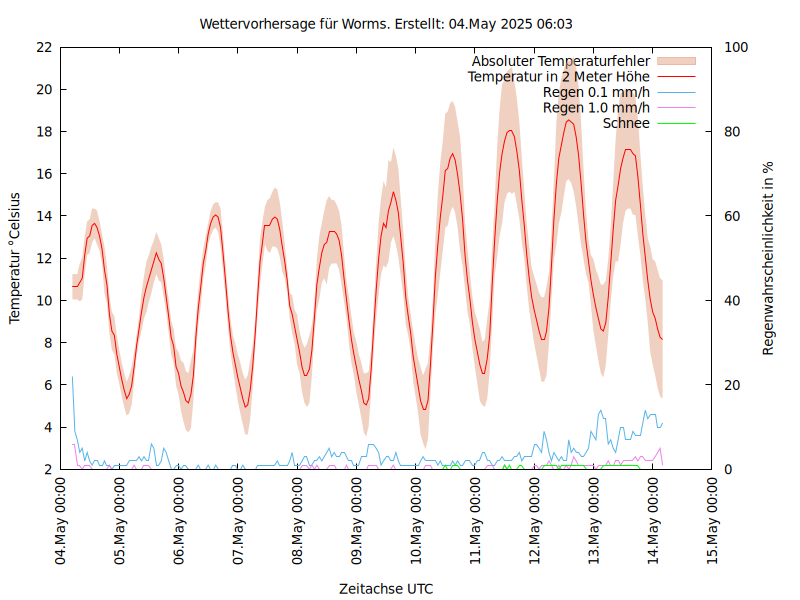 Wettervorhersage für Worms. Erstellt: 04.May 2025 06:03
22
20
18
16
14
12
10
8
6
4
2
100
80
60
40
20
0
Temperatur °Celsius
Regenwahrscheinlichkeit in %
Absoluter Temperaturfehler
Temperatur in 2 Meter Höhe
Regen 0.1 mm/h
Regen 1.0 mm/h
Schnee
04.May 00:00
05.May 00:00
06.May 00:00
07.May 00:00
08.May 00:00
09.May 00:00
10.May 00:00
11.May 00:00
12.May 00:00
13.May 00:00
14.May 00:00
15.May 00:00
Zeitachse UTC